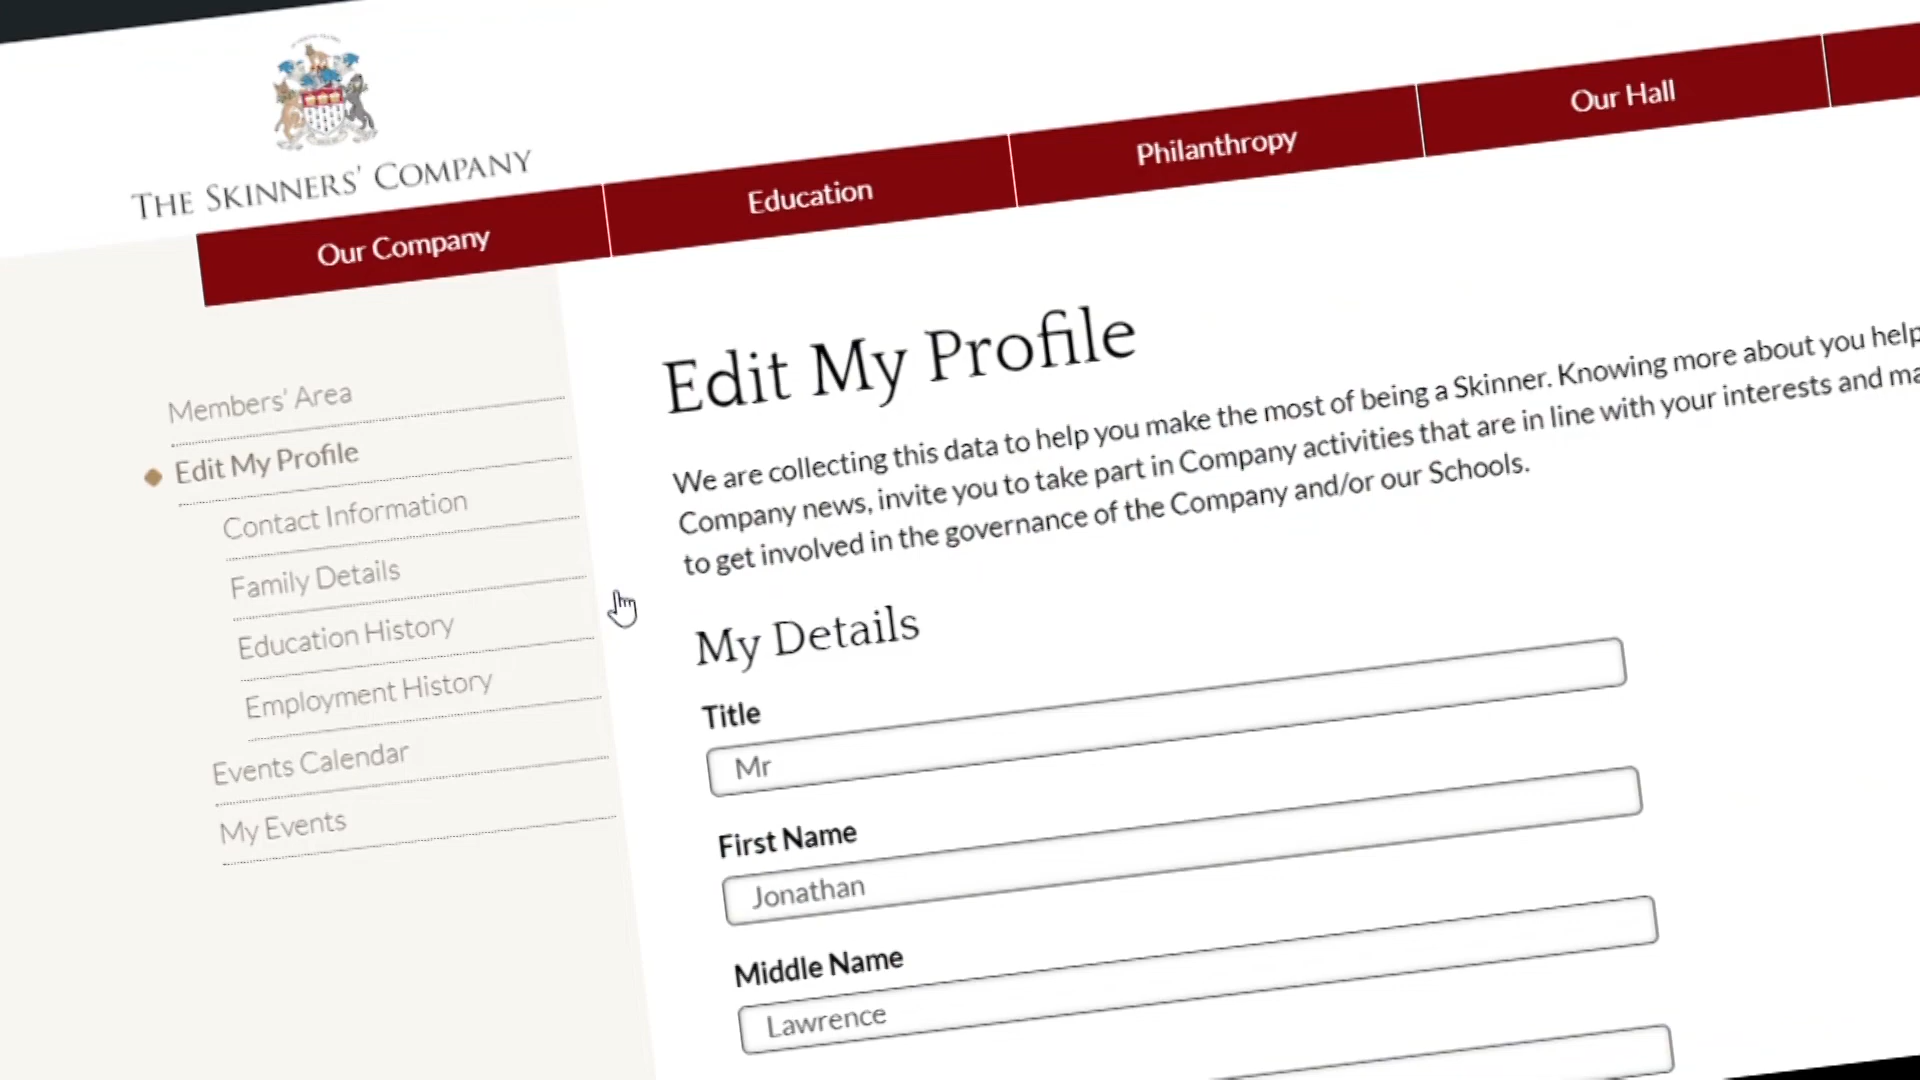 THE SKINNERS' COMPANY
Our Company
Education
Philanthropy
Our Hall
Members' Area
Edit My Profile
Contact Information
Family Details
Education History
Employment History
Events Calendar
My Events
Edit My Profile
We are collecting this data to help you make the most of being a Skinner. Knowing more about you help
Company news, invite you to take part in Company activities that are in line with your interests and
to get involved in the governance of the Company and/or our Schools.
My Details
Title
Mr
First Name
Jonathan
Middle Name
Lawrence